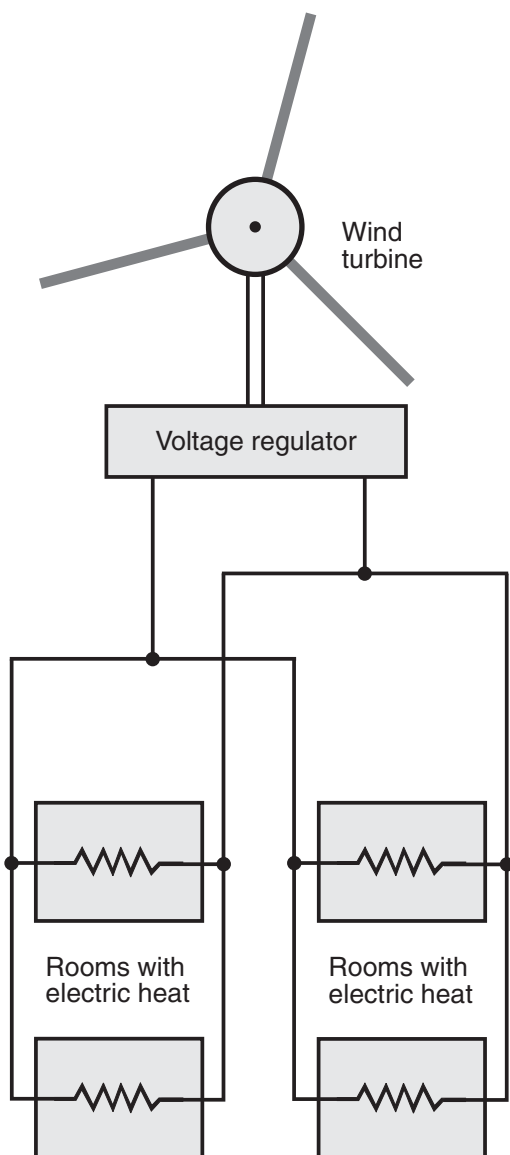 Wind
turbine
Voltage regulator
Rooms with
electric heat
Rooms with
electric heat